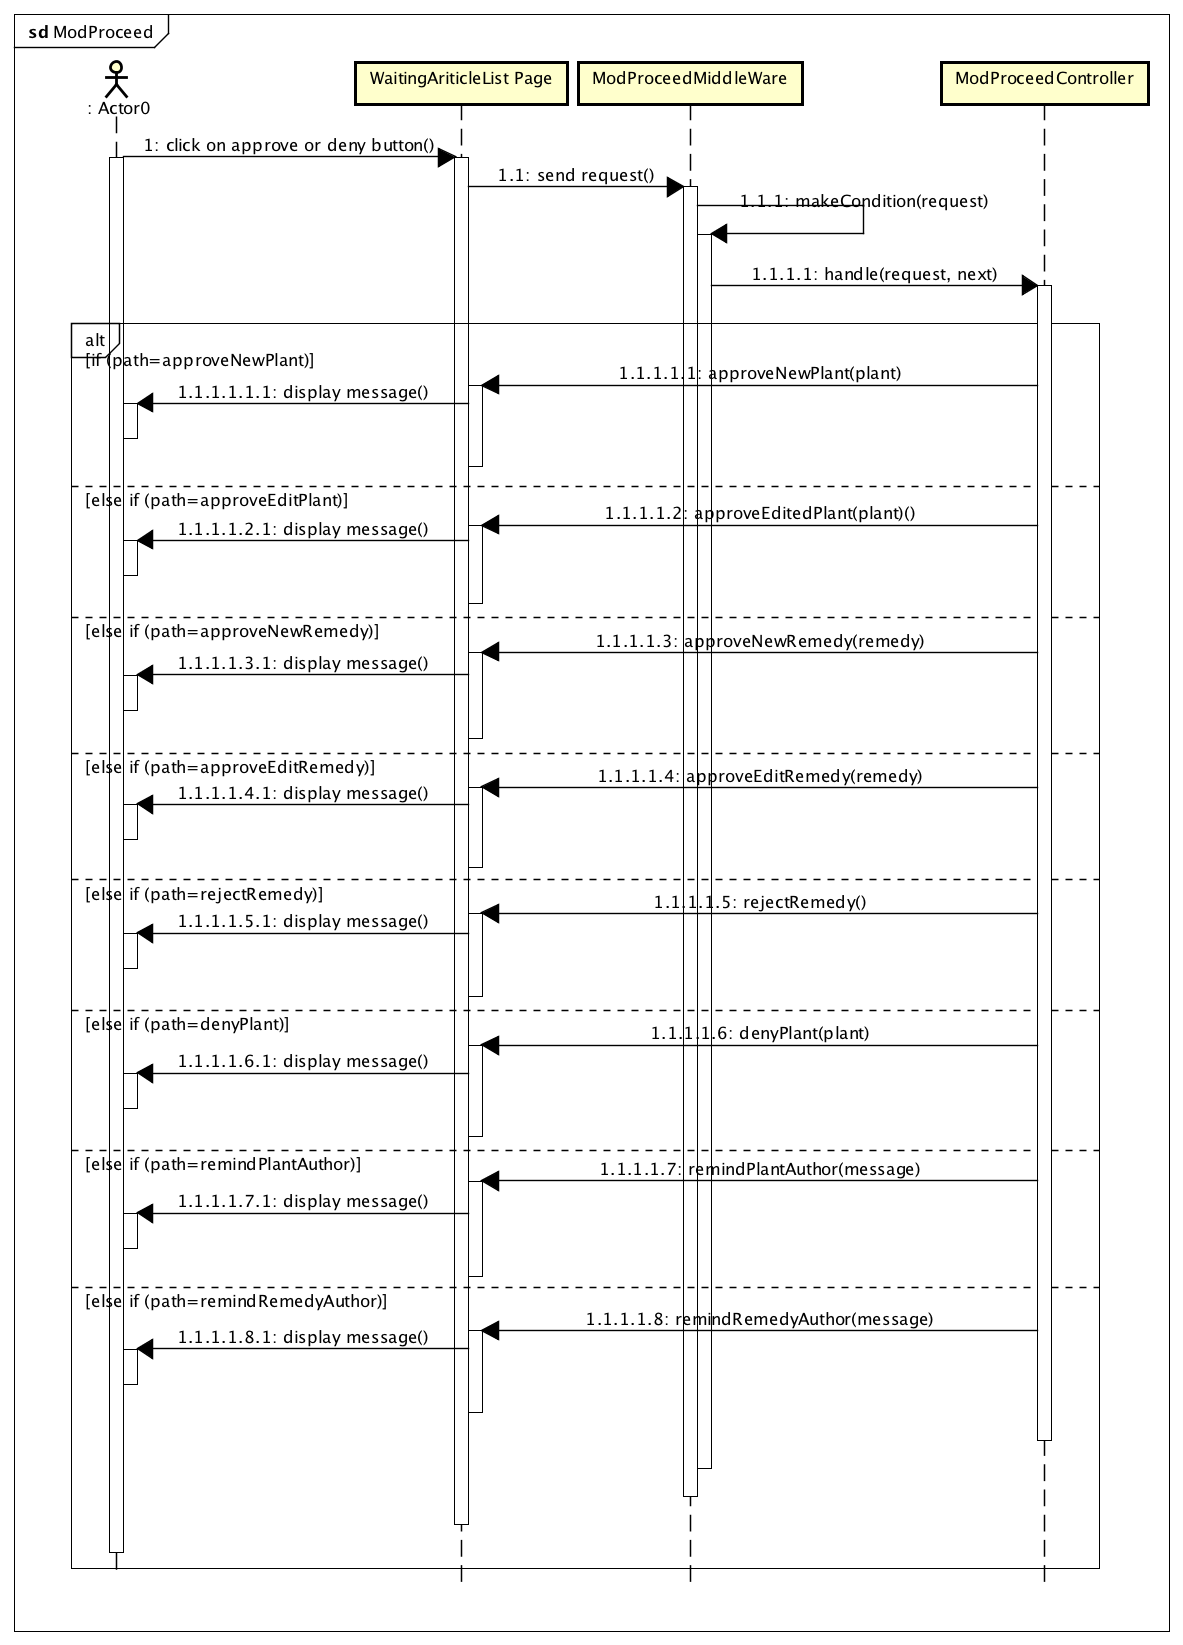 sd ModProceed
: Actor0
WaitingAriticleList Page
ModProceedMiddleWare
ModProceedController
1: click on approve or deny button()
1.1: send request()
1.1.1: makeCondition(request)
1.1.1.1: handle(request, next)
alt
[if (path=approveNewPlant)]
1.1.1.1.1: approveNewPlant(plant)
1.1.1.1.1.1: display message()
[else if (path=approveEditPlant)]
1.1.1.1.2: approveEditedPlant(plant)()
1.1.1.1.2.1: display message()
[else if (path=approveNewRemedy)]
1.1.1.1.3: approveNewRemedy(remedy)
1.1.1.1.3.1: display message()
[else if (path=approveEditRemedy)]
1.1.1.1.4: approveEditRemedy(remedy)
1.1.1.1.4.1: display message()
[else if (path=rejectRemedy)]
1.1.1.1.5: rejectRemedy()
1.1.1.1.5.1: display message()
[else if (path=denyPlant)]
1.1.1.1.6: denyPlant(plant)
1.1.1.1.6.1: display message()
[else if (path=remindPlantAuthor)]
1.1.1.1.7: remindPlantAuthor(message)
1.1.1.1.7.1: display message()
[else if (path=remindRemedyAuthor)]
1.1.1.1.8: remindRemedyAuthor(message)
1.1.1.1.8.1: display message()